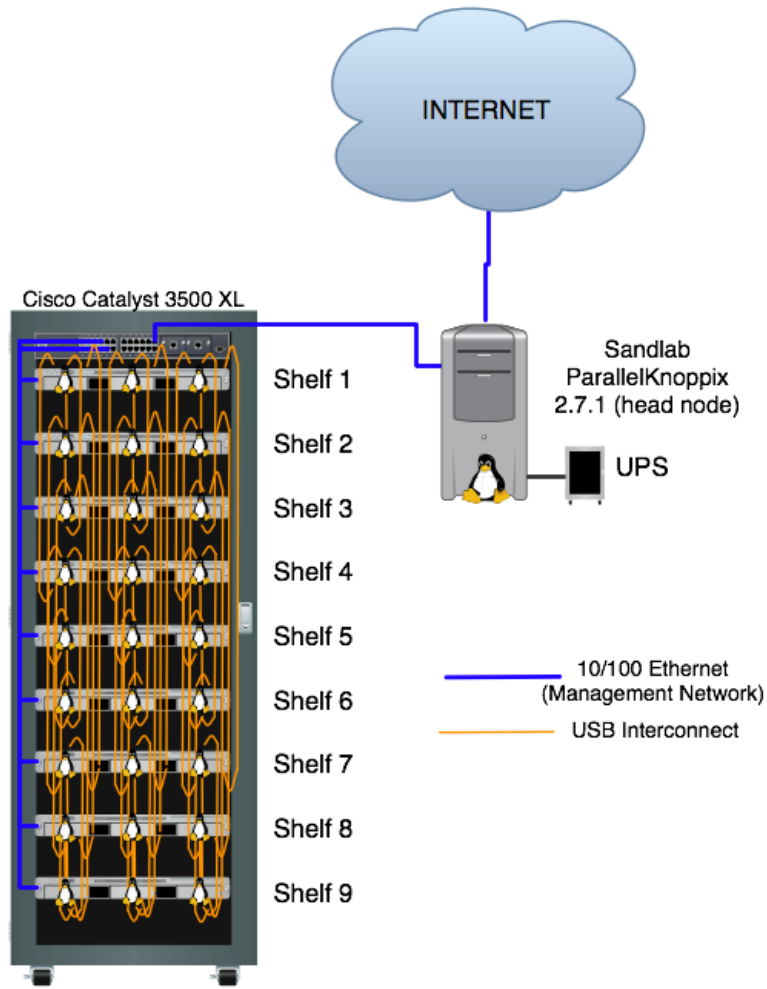 INTERNET
Cisco Catalyst 3500 XL
Sandlab
ParallelKnoppix
2.7.1 (head node)
UPS
Shelf 1
Shelf 2
Shelf 3
Shelf 4
Shelf 5
Shelf 6
Shelf 7
Shelf 8
Shelf 9
10/100 Ethernet
(Management Network)
USB Interconnect